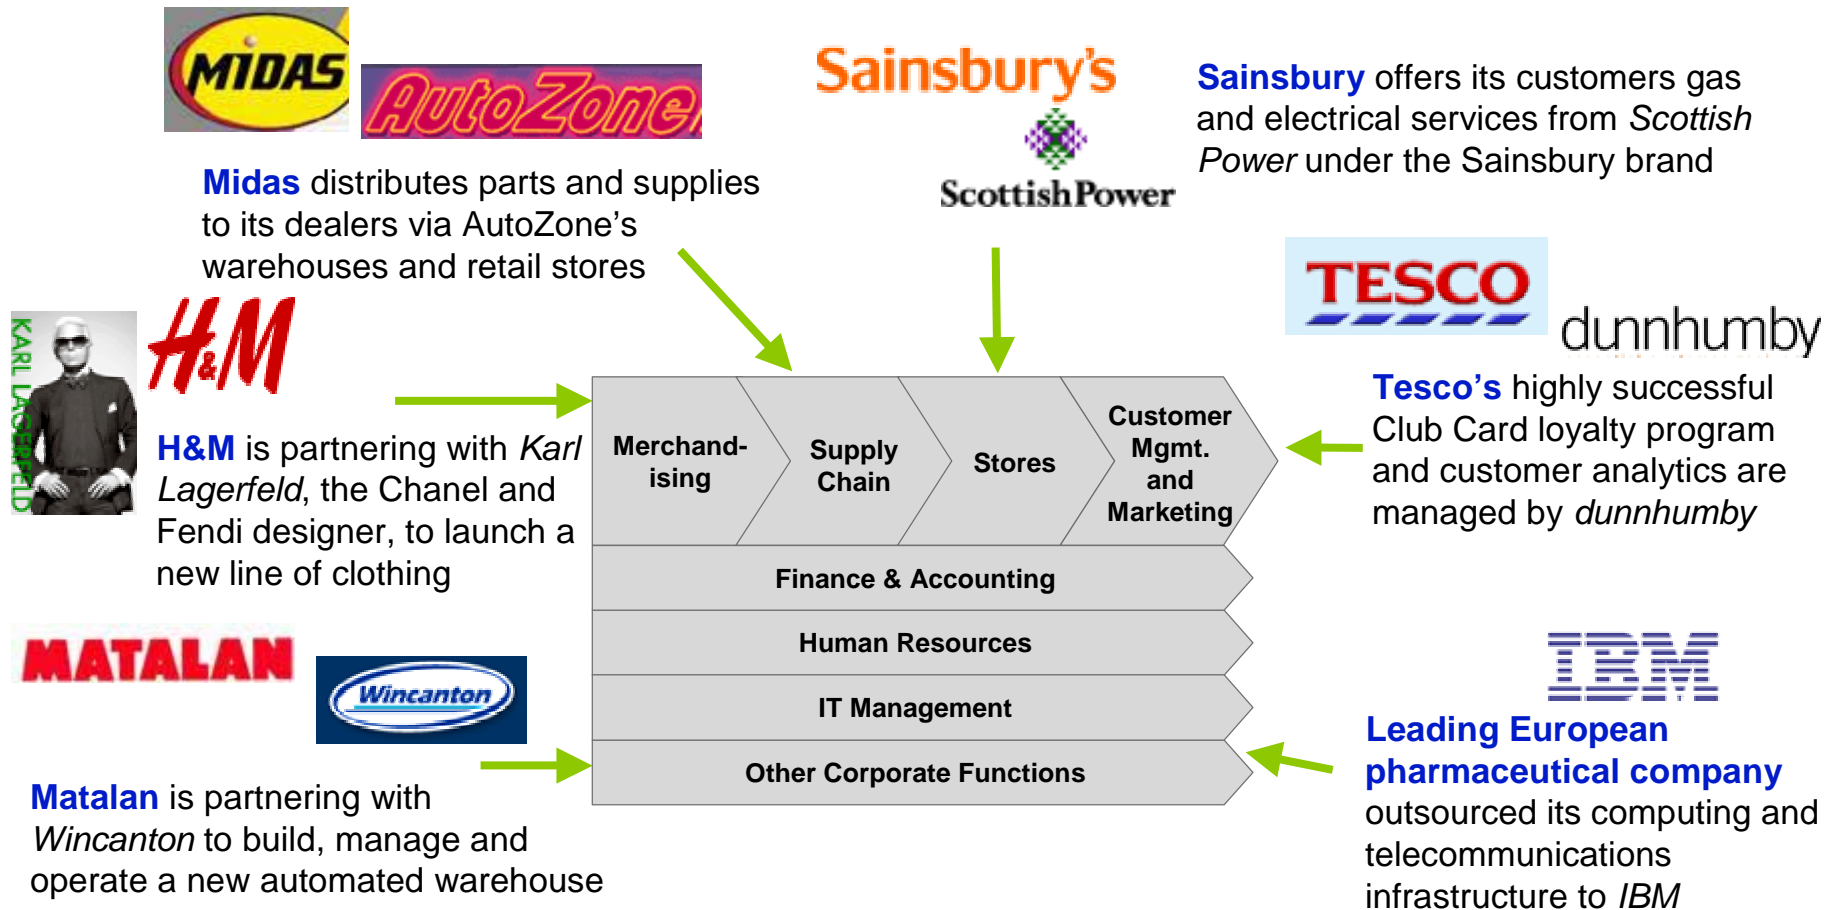 MIDAS
AutoZone
Midas distributes parts and supplies
to its dealers via AutoZone's
warehouses and retail stores
Sainsbury's
ScottishPower
Sainsbury offers its customers gas
and electrical services from Scottish
Power under the Sainsbury brand
KARL LAGERFELD
H&M
H&M is partnering with Karl
Lagerfeld, the Chanel and
Fendi designer, to launch a
new line of clothing
TESCO
dunnhumby
Tesco's highly successful
Club Card loyalty program
and customer analytics are
managed by dunnhumby
Merchand-
ising
Supply
Chain
Stores
Customer
Mgmt.
and
Marketing
Finance & Accounting
Human Resources
IT Management
Other Corporate Functions
MATALAN
Wincanton
Matalan is partnering with
Wincanton to build, manage and
operate a new automated warehouse
IBM
Leading European
pharmaceutical company
outsourced its computing and
telecommunications
infrastructure to IBM